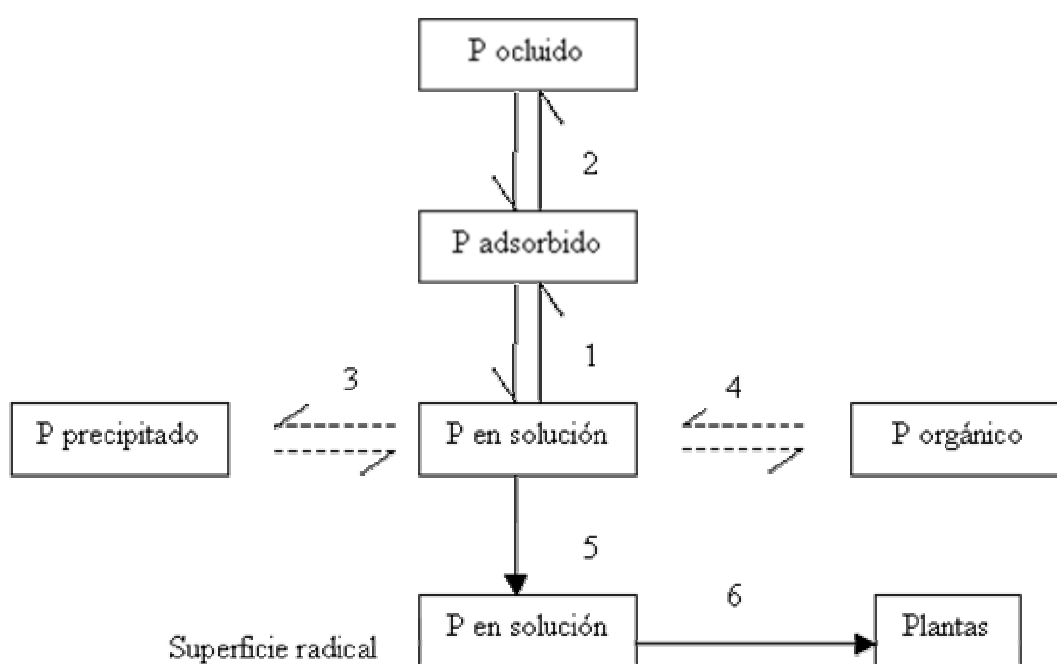 P ocluido
2
P adsorbido
1
3
4
P precipitado
P en solución
P orgánico
5
6
P en solución
Plantas
Superficie radical